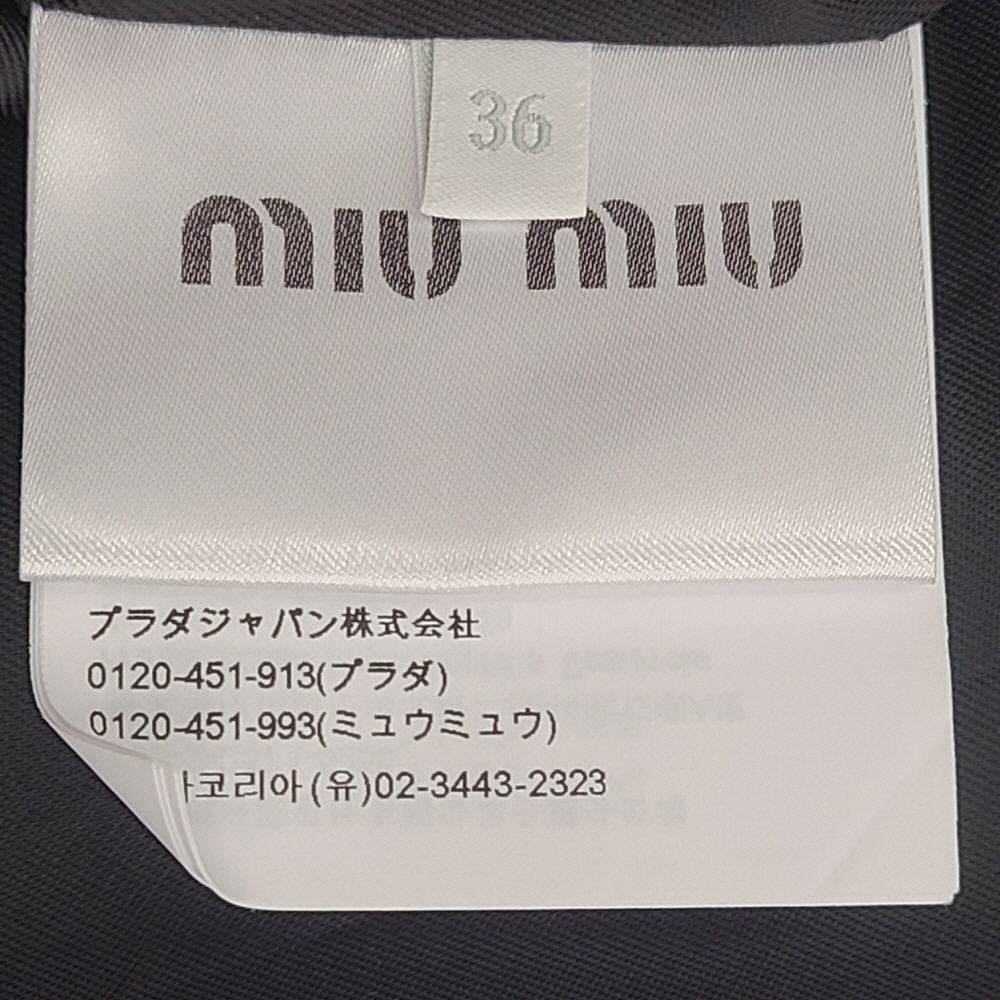 36
miu miu
プラダジャパン株式会社
0120-451-913(プラダ)
0120-451-993(ミュウミュウ)
코리아(유)02-3443-2323